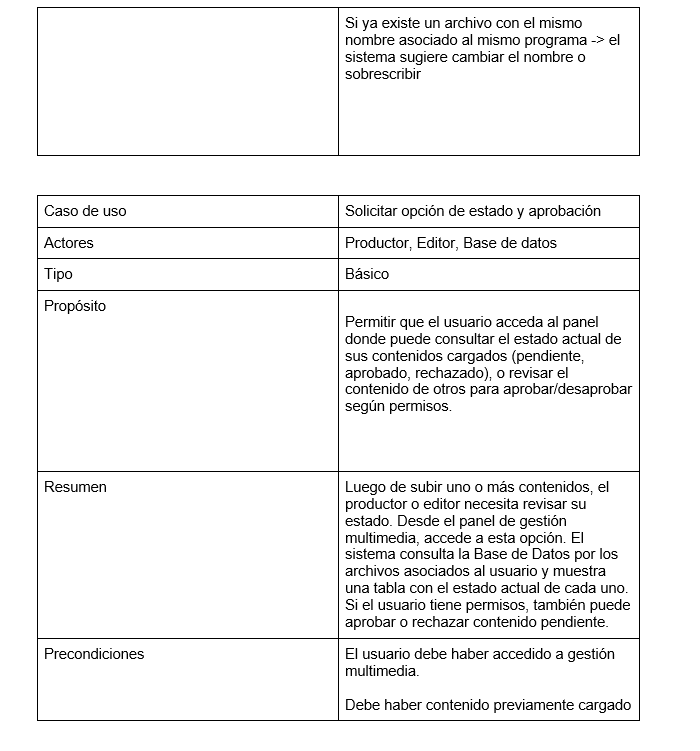 Si ya existe un archivo con el mismo
nombre asociado al mismo programa -> el
sistema sugiere cambiar el nombre o
sobrescribir
Caso de uso
Solicitar opción de estado y aprobación
Actores
Productor, Editor, Base de datos
Tipo
Básico
Propósito
Permitir que el usuario acceda al panel
donde puede consultar el estado actual de
sus contenidos cargados (pendiente,
aprobado, rechazado), o revisar el
contenido de otros para aprobar/desaprobar
según permisos.
Resumen
Luego de subir uno o más contenidos, el
productor o editor necesita revisar su
estado. Desde el panel de gestión
multimedia, accede a esta opción. El
sistema consulta la Base de Datos por los
archivos asociados al usuario y muestra
una tabla con el estado actual de cada uno.
Si el usuario tiene permisos, también puede
aprobar o rechazar contenido pendiente.
Precondiciones
El usuario debe haber accedido a gestión
multimedia.
Debe haber contenido previamente cargado